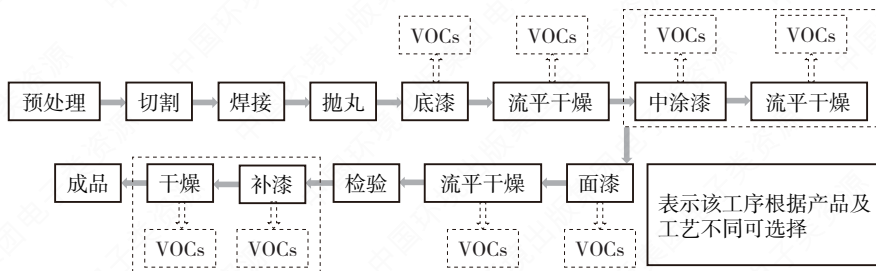 VOCs
VOCs
VOCs
VOCs
预处理
切割
焊接
抛丸
底漆
流平干燥
中涂漆
流平干燥
成品
干燥
补漆
检验
流平干燥
面漆
表示该工序根据产品及
工艺不同可选择
VOCs
VOCs
VOCs
VOCs